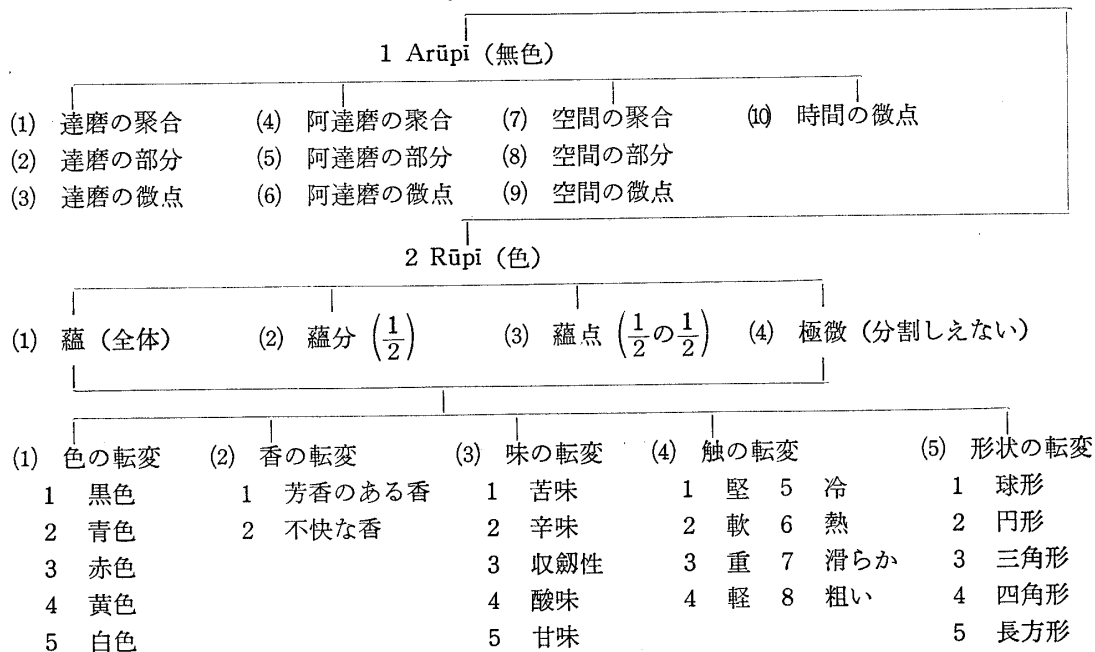 1 Arūpī（無色）
(1) 達磨の聚合 (4) 阿達磨の聚合 (7) 空間の聚合 (10) 時間の微点
(2) 達磨の部分 (5) 阿達磨の部分 (8) 空間の部分
(3) 達磨の微点 (6) 阿達磨の微点 (9) 空間の微点
2 Rūpī（色）
(1) 蘊（全体） (2) 蘊分（1/2） (3) 蘊点（1/2の1/2） (4) 極微（分割しえない）
(1) 色の転変 (2) 香の転変 (3) 味の転変 (4) 触の転変 (5) 形状の転変
1 黒色 1 芳香のある香 1 苦味 1 堅 5 冷 1 球形
2 青色 2 不快な香 2 辛味 2 軟 6 熱 2 円形
3 赤色 3 収斂性 3 重 7 滑らか 3 三角形
4 黄色 4 酸味 4 軽 8 粗い 4 四角形
5 白色 5 甘味 5 長方形